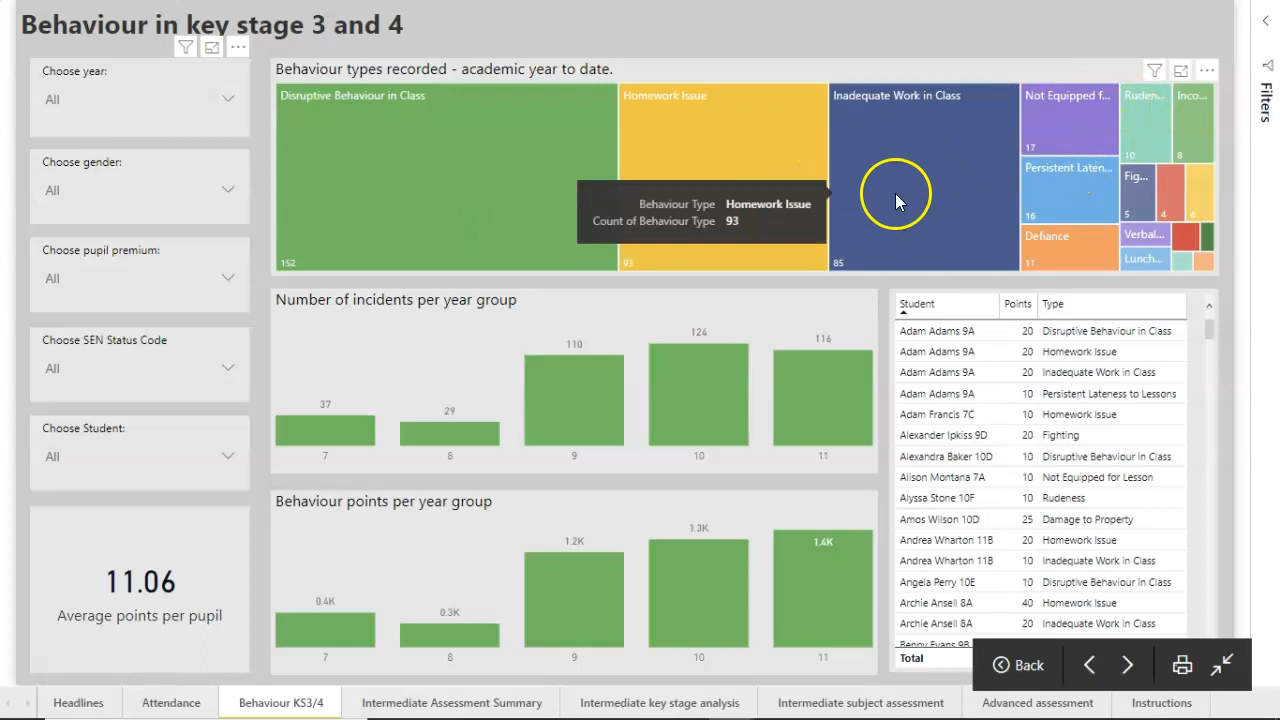 Behaviour in key stage 3 and 4
Choose year:
All
Choose gender:
All
Choose pupil premium:
All
Choose SEN Status Code
All
Choose Student:
All
11.06
Average points per pupil
Behaviour types recorded - academic year to date.
Disruptive Behaviour in Class
152
Homework Issue
93
Inadequate Work in Class
85
Not Equipped f...
17
Persistent Laten...
16
Defiance
11
Ruden...
10
Inco...
8
Fig...
5
4
4
Verbal...
Lunch...
Behaviour Type Homework Issue
Count of Behaviour Type 93
Number of incidents per year group
37 29 110 124 116
7 8 9 10 11
Behaviour points per year group
0.4K 0.3K 1.2K 1.3K 1.4K
7 8 9 10 11
Student Points Type
Adam Adams 9A 20 Disruptive Behaviour in Class
Adam Adams 9A 20 Homework Issue
Adam Adams 9A 20 Inadequate Work in Class
Adam Adams 9A 10 Persistent Lateness to Lessons
Adam Francis 7C 10 Homework Issue
Alexander Ipkiss 9D 20 Fighting
Alexandra Baker 10D 10 Disruptive Behaviour in Class
Alison Montana 7A 10 Not Equipped for Lesson
Alyssa Stone 10F 10 Rudeness
Amos Wilson 10D 25 Damage to Property
Andrea Wharton 11B 20 Homework Issue
Andrea Wharton 11B 10 Inadequate Work in Class
Angela Perry 10E 10 Disruptive Behaviour in Class
Archie Ansell 8A 40 Homework Issue
Archie Ansell 8A 20 Inadequate Work in Class
Benny Evans 9B
Total
Filters
Back
Headlines
Attendance
Behaviour KS3/4
Intermediate Assessment Summary
Intermediate key stage analysis
Intermediate subject assessment
Advanced assessment
Instructions